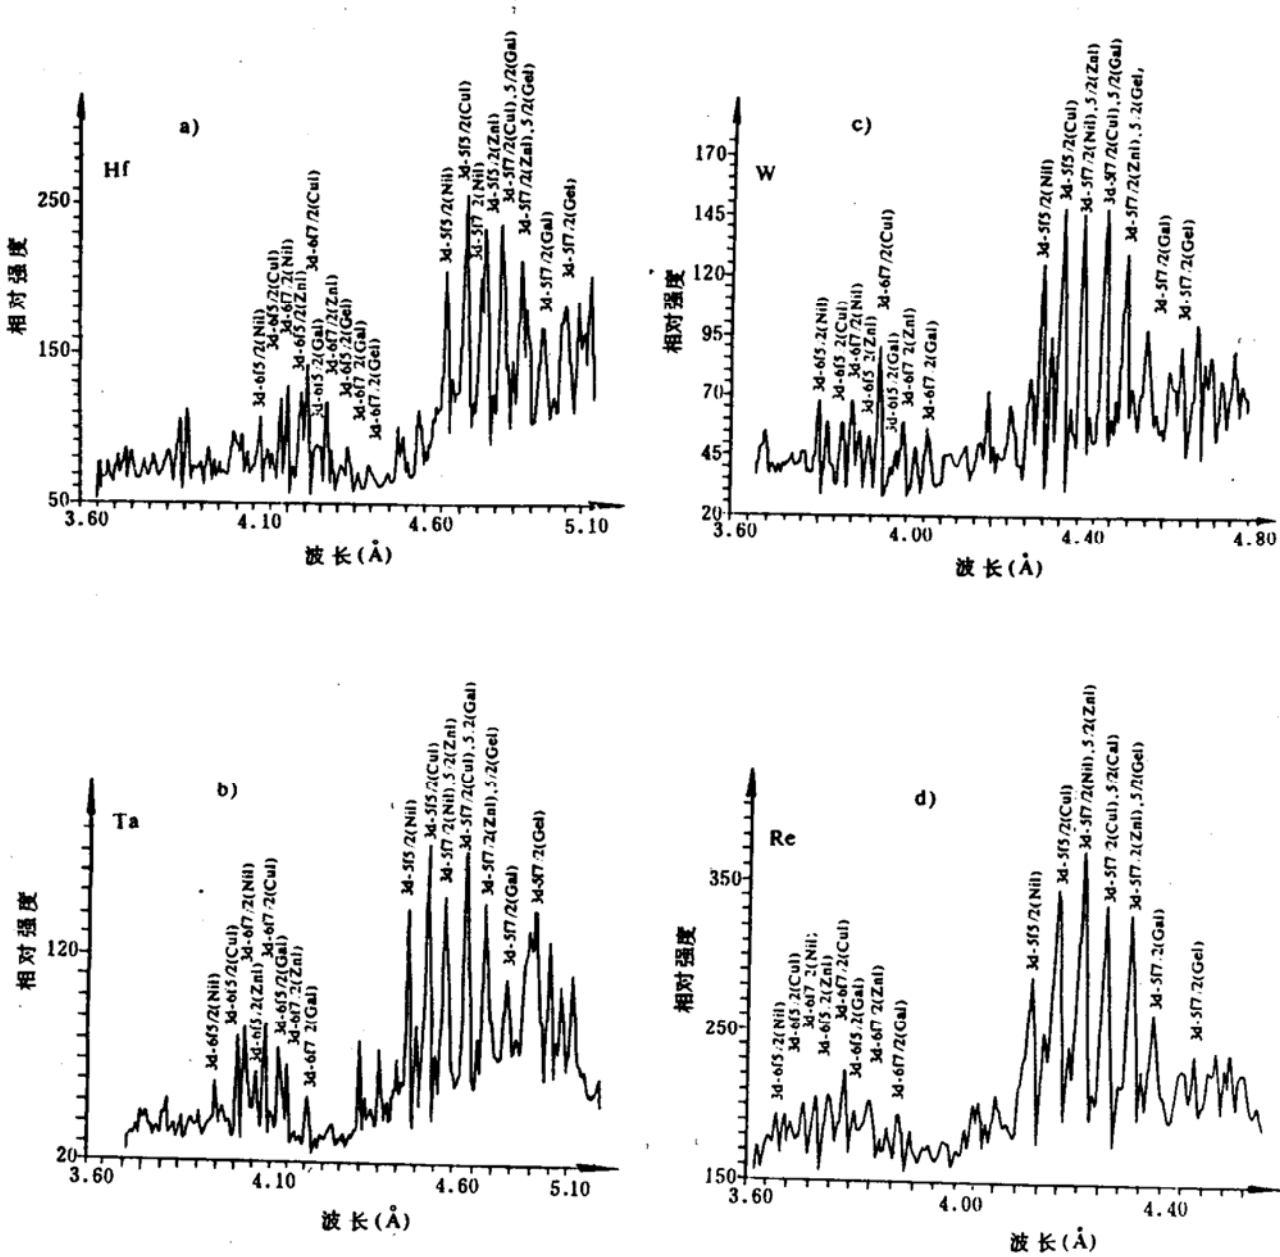 a)
Hf
相对强度
250
150
50
3d-6f5/2(NiI)
3d-6f5/2(CuI)
3d-6f7/2(NiI)
3d-6f5/2(ZnI)
3d-6f7/2(CuI)
3d-6f5/2(GaI)
3d-6f7/2(ZnI)
3d-6f5/2(GeI)
3d-6f7/2(GaI)
3d-6f7/2(GeI)
3d-5f5/2(NiI)
3d-5f5/2(CuI)
3d-5f7/2(NiI)
3d-5f5/2(ZnI)
3d-5f7/2(CuI),5/2(GaI)
3d-5f7/2(ZnI),5/2(GeI)
3d-5f7/2(GaI)
3d-5f7/2(GeI)
3.60 4.10 4.60 5.10
波长(Å)
c)
W
相对强度
170
145
120
95
70
45
20
3d-6f5/2(NiI)
3d-6f5/2(CuI)
3d-6f7/2(NiI)
3d-6f5/2(ZnI)
3d-6f7/2(CuI)
3d-6f5/2(GaI)
3d-6f7/2(ZnI)
3d-6f7/2(GaI)
3d-5f5/2(NiI)
3d-5f5/2(CuI)
3d-5f7/2(NiI),5/2(ZnI)
3d-5f7/2(CuI),5/2(GaI)
3d-5f7/2(ZnI),5/2(GeI)
3d-5f7/2(GaI)
3d-5f7/2(GeI)
3.60 4.00 4.40 4.80
波长(Å)
b)
Ta
相对强度
120
20
3d-6f5/2(NiI)
3d-6f5/2(CuI)
3d-6f7/2(NiI)
3d-6f5/2(ZnI)
3d-6f7/2(CuI)
3d-6f5/2(GaI)
3d-6f7/2(ZnI)
3d-6f7/2(GaI)
3d-5f5/2(NiI)
3d-5f5/2(CuI)
3d-5f7/2(NiI),5/2(ZnI)
3d-5f7/2(CuI),5/2(GaI)
3d-5f7/2(ZnI),5/2(GeI)
3d-5f7/2(GaI)
3d-5f7/2(GeI)
3.60 4.10 4.60 5.10
波长(Å)
d)
Re
相对强度
350
250
150
3d-6f5/2(NiI)
3d-6f5/2(CuI)
3d-6f7/2(NiI)
3d-6f5/2(ZnI)
3d-6f7/2(CuI)
3d-6f5/2(GaI)
3d-6f7/2(ZnI)
3d-6f7/2(GaI)
3d-5f5/2(NiI)
3d-5f5/2(CuI)
3d-5f7/2(NiI),5/2(ZnI)
3d-5f7/2(CuI),5/2(CaI)
3d-5f7/2(ZnI),5/2(GeI)
3d-5f7/2(GaI)
3d-5f7/2(GeI)
3.60 4.00 4.40
波长(Å)